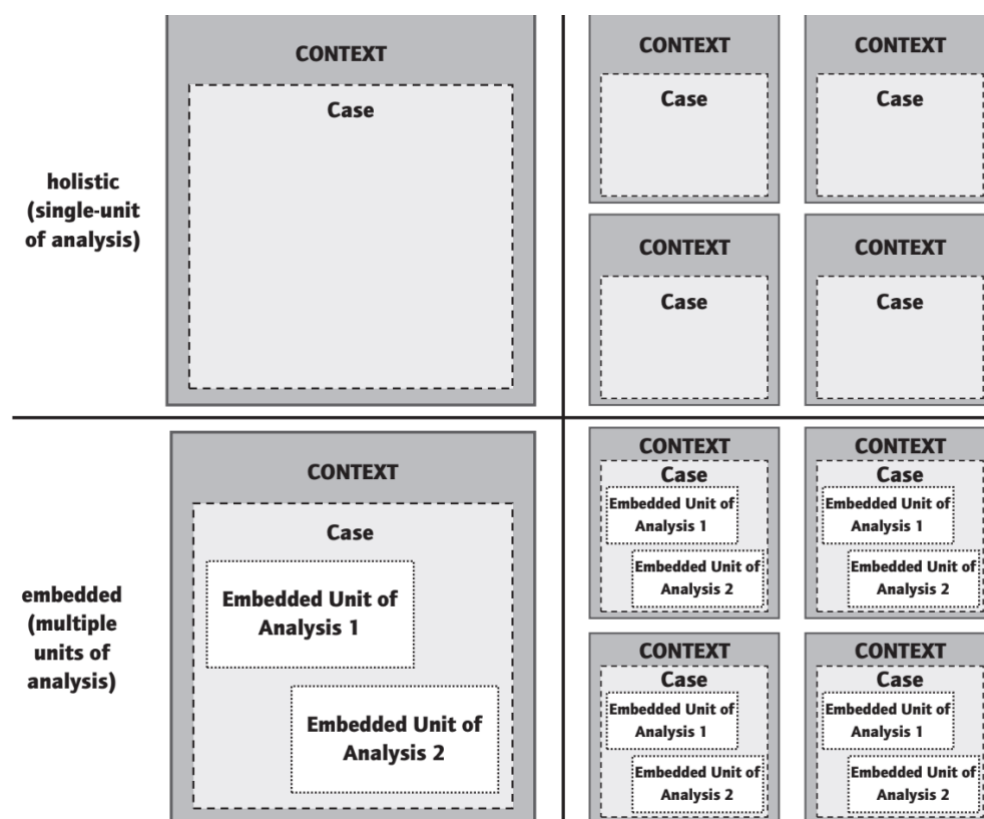 holistic
(single-unit
of analysis)
CONTEXT
Case
CONTEXT
Case
CONTEXT
Case
CONTEXT
Case
CONTEXT
Case
embedded
(multiple
units of
analysis)
CONTEXT
Case
Embedded Unit of
Analysis 1
Embedded Unit of
Analysis 2
CONTEXT
Case
Embedded Unit of
Analysis 1
Embedded Unit of
Analysis 2
CONTEXT
Case
Embedded Unit of
Analysis 1
Embedded Unit of
Analysis 2
CONTEXT
Case
Embedded Unit of
Analysis 1
Embedded Unit of
Analysis 2
CONTEXT
Case
Embedded Unit of
Analysis 1
Embedded Unit of
Analysis 2